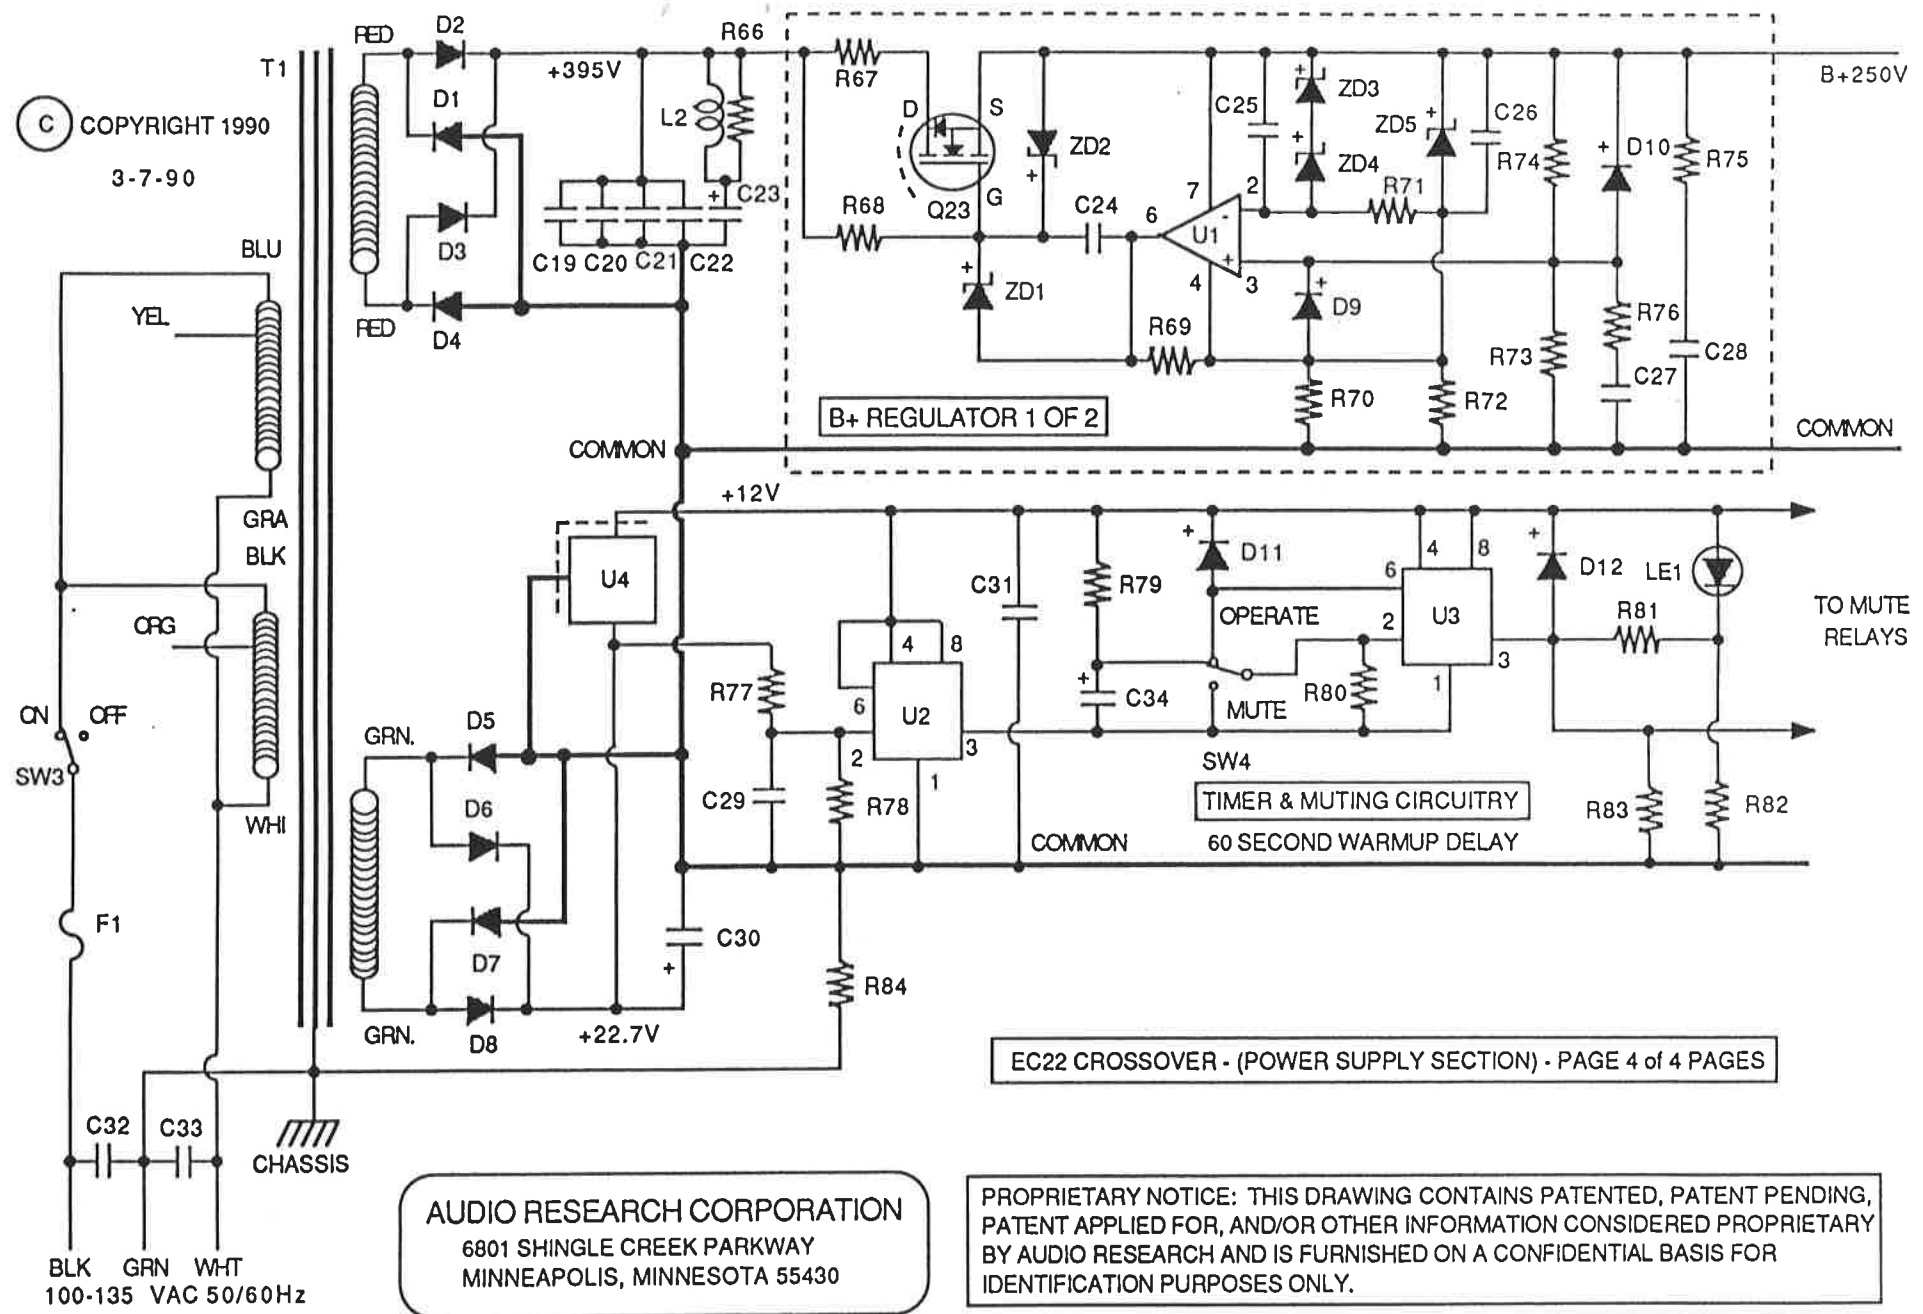 C COPYRIGHT 1990
3-7-90
T1
RED
D2
D1
D3
D4
RED
+395V
R66
L2
C23
C19 C20 C21 C22
R67
R68
D
S
G
Q23
ZD2
C24
ZD1
R69
6
7
U1
4
2
-
+
3
C25
ZD3
ZD4
R71
ZD5
C26
R74
D10
R75
D9
R76
R73
C27
C28
R70
R72
B+250V
B+ REGULATOR 1 OF 2
COMMON
COMMON
BLU
YEL.
GRA
BLK
ORG
WHI
ON
OFF
SW3
F1
+12V
U4
R77
C29
R78
4
8
6
U2
2
3
1
C31
R79
C34
D11
OPERATE
MUTE
SW4
R80
6
4
8
2
U3
3
1
D12
LE1
R81
R83
R82
TO MUTE
RELAYS
TIMER & MUTING CIRCUITRY
60 SECOND WARMUP DELAY
COMMON
GRN.
D5
D6
D7
D8
GRN.
+22.7V
C30
+
R84
EC22 CROSSOVER - (POWER SUPPLY SECTION) - PAGE 4 of 4 PAGES
C32
C33
CHASSIS
BLK GRN WHT
100-135 VAC 50/60Hz
AUDIO RESEARCH CORPORATION
6801 SHINGLE CREEK PARKWAY
MINNEAPOLIS, MINNESOTA 55430
PROPRIETARY NOTICE: THIS DRAWING CONTAINS PATENTED, PATENT PENDING,
PATENT APPLIED FOR, AND/OR OTHER INFORMATION CONSIDERED PROPRIETARY
BY AUDIO RESEARCH AND IS FURNISHED ON A CONFIDENTIAL BASIS FOR
IDENTIFICATION PURPOSES ONLY.